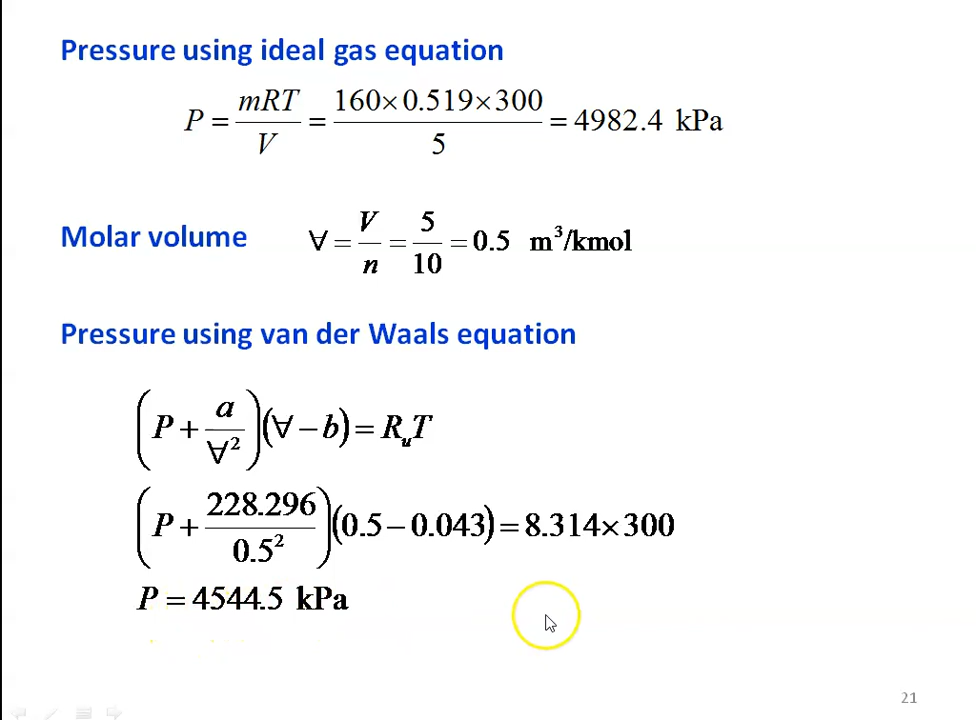 Pressure using ideal gas equation
P = mRT / V = 160×0.519×300 / 5 = 4982.4 kPa
Molar volume ∀ = V / n = 5 / 10 = 0.5 m³/kmol
Pressure using van der Waals equation
(P + a / ∀²)(∀ − b) = RᵤT
(P + 228.296 / 0.5²)(0.5 − 0.043) = 8.314×300
P = 4544.5 kPa
21